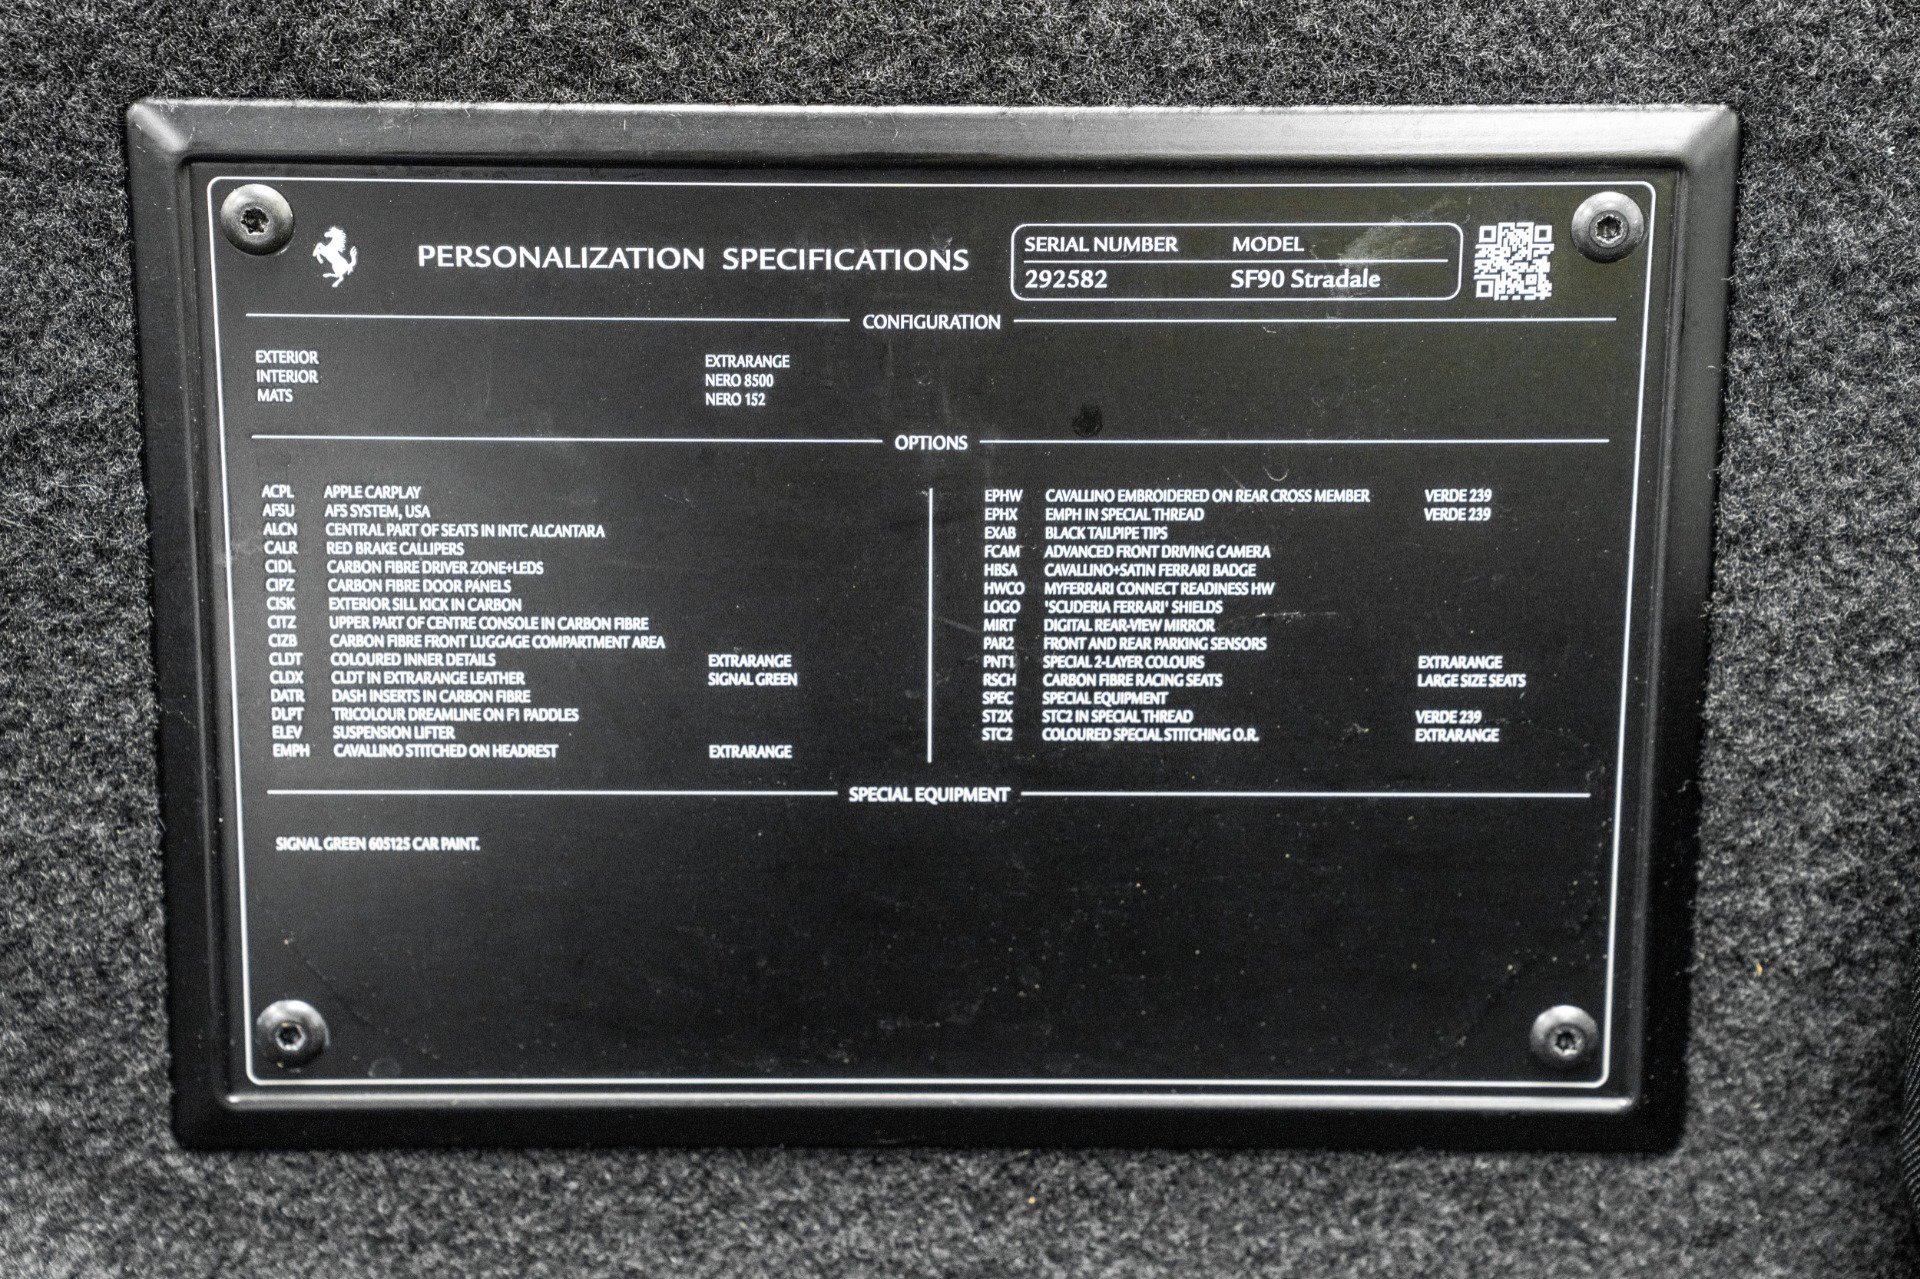 PERSONALIZATION SPECIFICATIONS
SERIAL NUMBER MODEL
292582 SF90 Stradale
CONFIGURATION
EXTERIOR EXTRARANGE
INTERIOR NERO 8500
MATS NERO 152
OPTIONS
ACPL APPLE CARPLAY
AFSU AFS SYSTEM, USA
ALCN CENTRAL PART OF SEATS IN INTC ALCANTARA
CALR RED BRAKE CALLIPERS
CIDL CARBON FIBRE DRIVER ZONE+LEDS
CIPZ CARBON FIBRE DOOR PANELS
CISK EXTERIOR SILL KICK IN CARBON
CITZ UPPER PART OF CENTRE CONSOLE IN CARBON FIBRE
CIZB CARBON FIBRE FRONT LUGGAGE COMPARTMENT AREA
CLDT COLOURED INNER DETAILS EXTRARANGE
CLDX CLDT IN EXTRARANGE LEATHER SIGNAL GREEN
DATR DASH INSERTS IN CARBON FIBRE
DLPT TRICOLOUR DREAMLINE ON F1 PADDLES
ELEV SUSPENSION LIFTER
EMPH CAVALLINO STITCHED ON HEADREST EXTRARANGE
EPHW CAVALLINO EMBROIDERED ON REAR CROSS MEMBER VERDE 239
EPHX EMPH IN SPECIAL THREAD VERDE 239
EXAB BLACK TAILPIPE TIPS
FCAM ADVANCED FRONT DRIVING CAMERA
HBSA CAVALLINO+SATIN FERRARI BADGE
HWCO MYFERRARI CONNECT READINESS HW
LOGO 'SCUDERIA FERRARI' SHIELDS
MIRT DIGITAL REAR-VIEW MIRROR
PAR2 FRONT AND REAR PARKING SENSORS
PNT1 SPECIAL 2-LAYER COLOURS EXTRARANGE
RSCH CARBON FIBRE RACING SEATS LARGE SIZE SEATS
SPEC SPECIAL EQUIPMENT
ST2X STC2 IN SPECIAL THREAD VERDE 239
STC2 COLOURED SPECIAL STITCHING O.R. EXTRARANGE
SPECIAL EQUIPMENT
SIGNAL GREEN 605125 CAR PAINT.